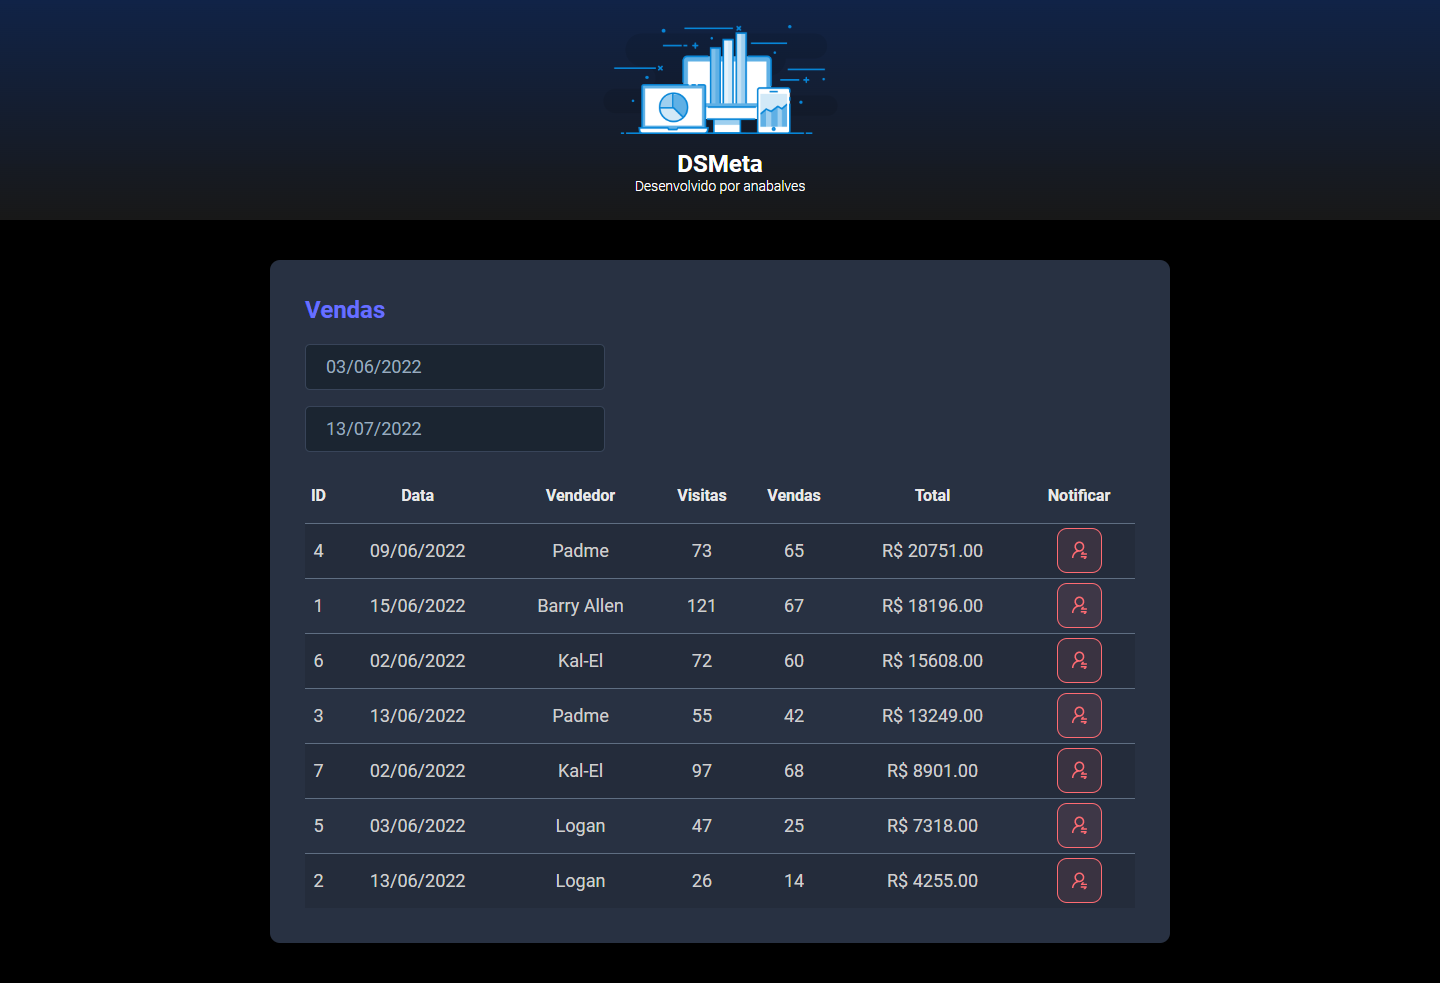 DSMeta
Desenvolvido por anabalves
Vendas
03/06/2022
13/07/2022
ID Data Vendedor Visitas Vendas Total Notificar
4 09/06/2022 Padme 73 65 R$ 20751.00
1 15/06/2022 Barry Allen 121 67 R$ 18196.00
6 02/06/2022 Kal-El 72 60 R$ 15608.00
3 13/06/2022 Padme 55 42 R$ 13249.00
7 02/06/2022 Kal-El 97 68 R$ 8901.00
5 03/06/2022 Logan 47 25 R$ 7318.00
2 13/06/2022 Logan 26 14 R$ 4255.00